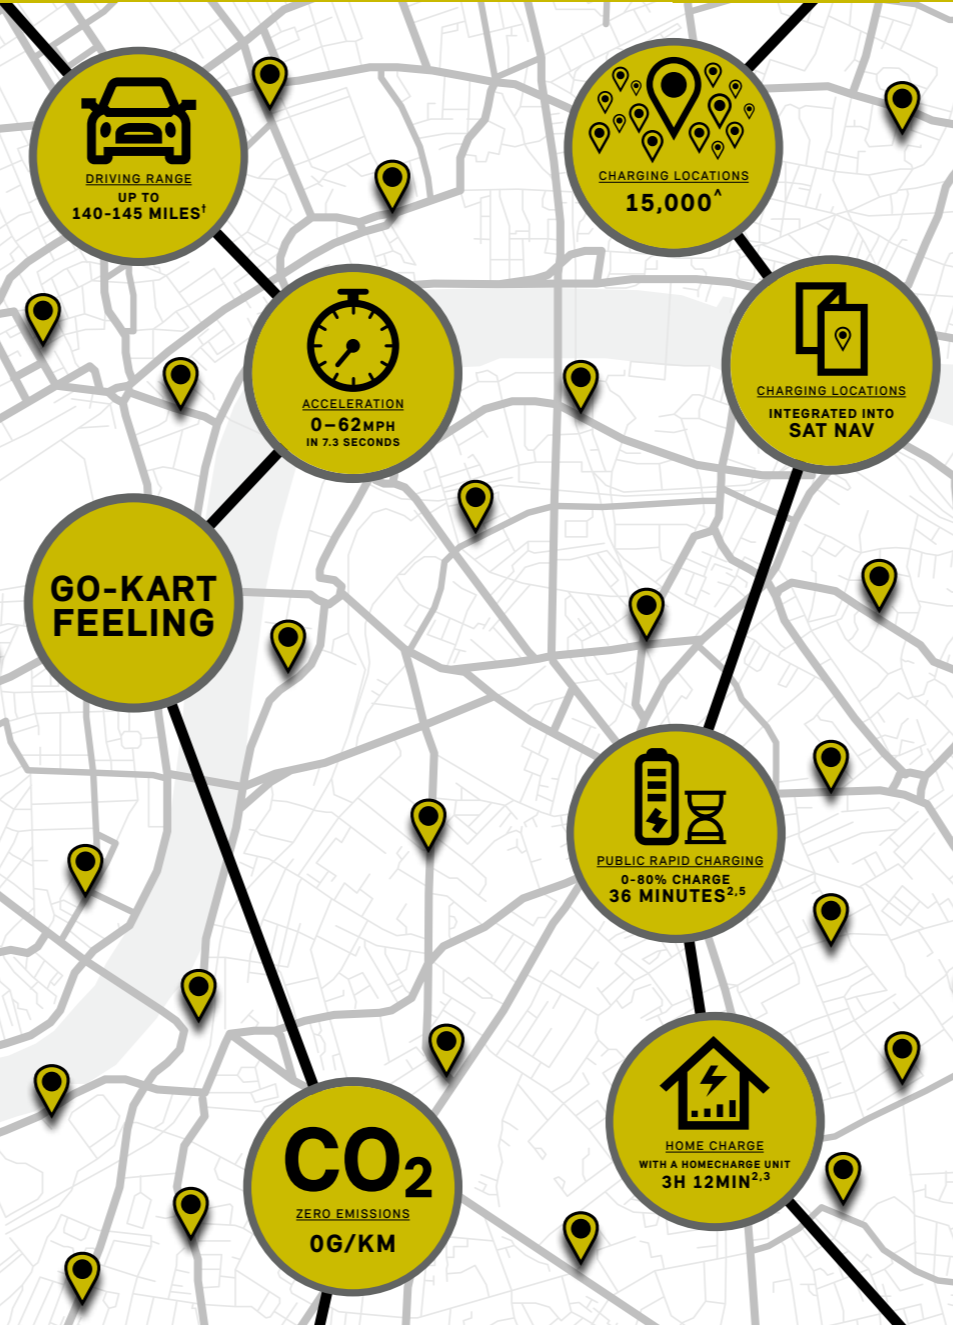 DRIVING RANGE
UP TO
140-145 MILES†
ACCELERATION
0–62MPH
IN 7.3 SECONDS
GO-KART
FEELING
CO2
ZERO EMISSIONS
0G/KM
CHARGING LOCATIONS
15,000^
CHARGING LOCATIONS
INTEGRATED INTO
SAT NAV
PUBLIC RAPID CHARGING
0-80% CHARGE
36 MINUTES2,5
HOME CHARGE
WITH A HOMECHARGE UNIT
3H 12MIN2,3